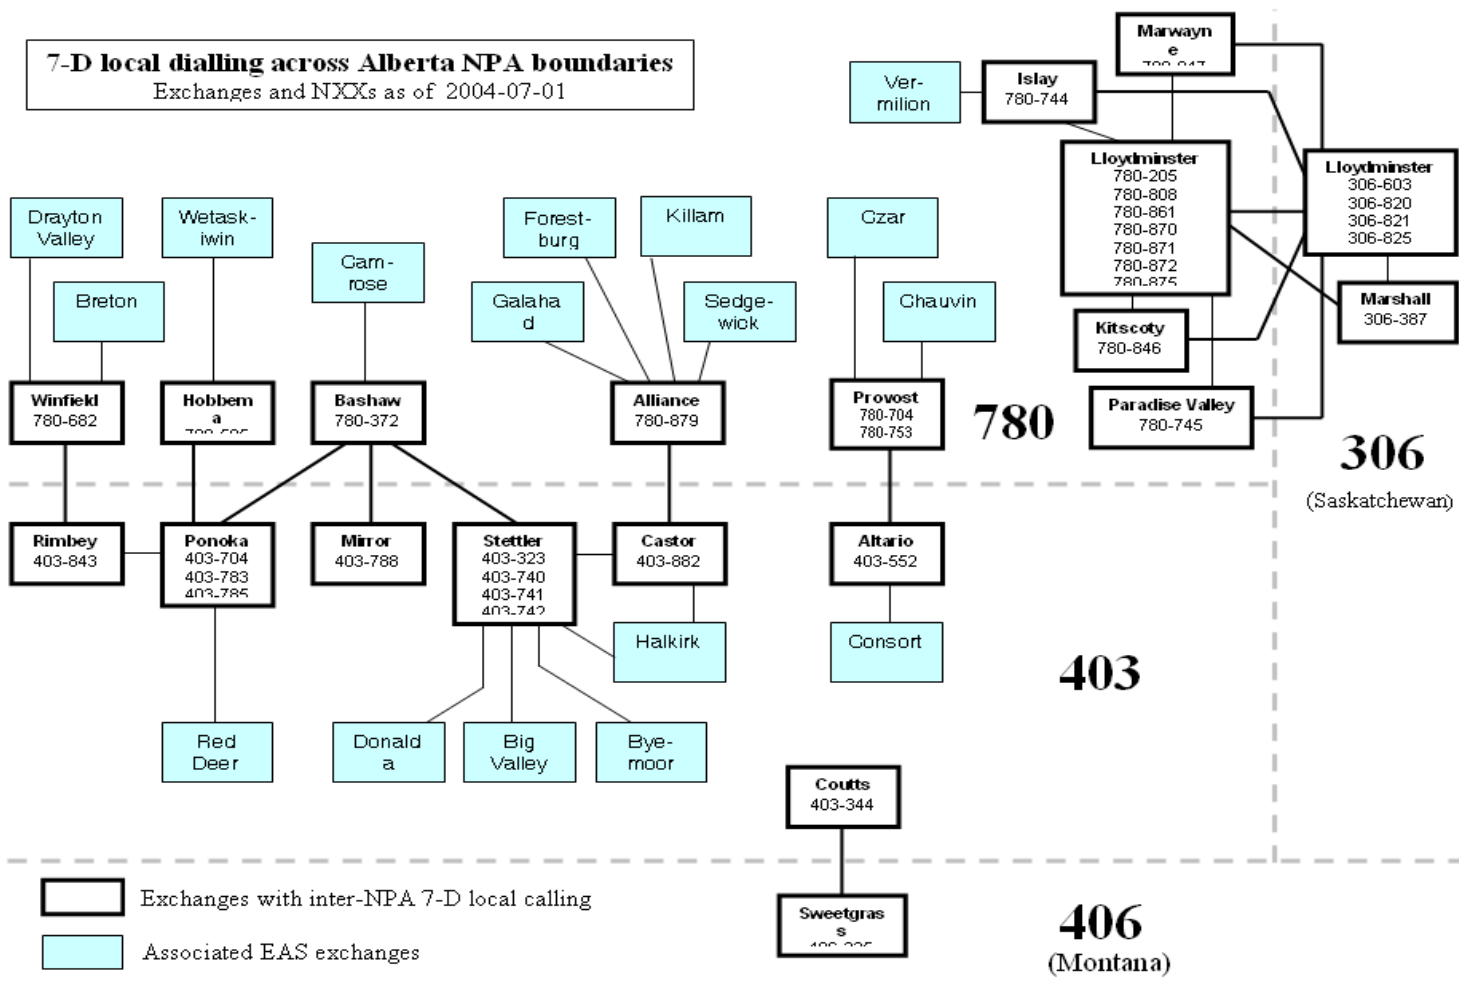 7-D local dialling across Alberta NPA boundaries
Exchanges and NXXs as of 2004-07-01
Marwayn
e
Ver-
milion
Islay
780-744
Lloydminster
780-205
780-808
780-861
780-870
780-871
780-872
780-875
Lloydminster
306-603
306-820
306-821
306-825
Marshall
306-387
Kitscoty
780-846
Paradise Valley
780-745
Drayton
Valley
Wetask-
iwin
Breton
Cam-
rose
Forest-
burg
Killam
Galaha
d
Sedge-
wick
Czar
Chauvin
Winfield
780-682
Hobbem
a
Bashaw
780-372
Alliance
780-879
Provost
780-704
780-753
780
306
(Saskatchewan)
Rimbey
403-843
Ponoka
403-704
403-783
403-785
Mirror
403-788
Stettler
403-323
403-740
403-741
403-742
Castor
403-882
Altario
403-552
Halkirk
Consort
403
Red
Deer
Donald
a
Big
Valley
Bye-
moor
Coutts
403-344
Exchanges with inter-NPA 7-D local calling
Associated EAS exchanges
Sweetgras
s
406
(Montana)